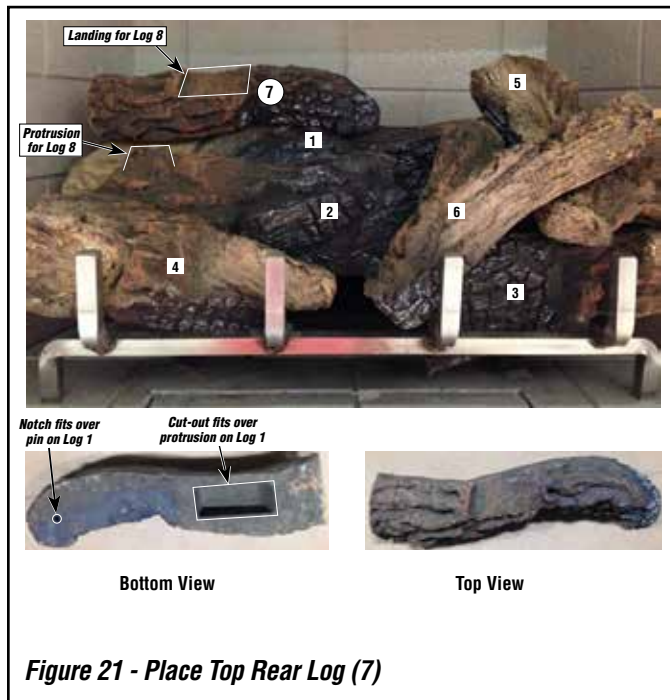 Landing for Log 8
7
5
1
Protrusion
for Log 8
2
6
4
3
Notch fits over
pin on Log 1
Cut-out fits over
protrusion on Log 1
Bottom View
Top View
Figure 21 - Place Top Rear Log (7)